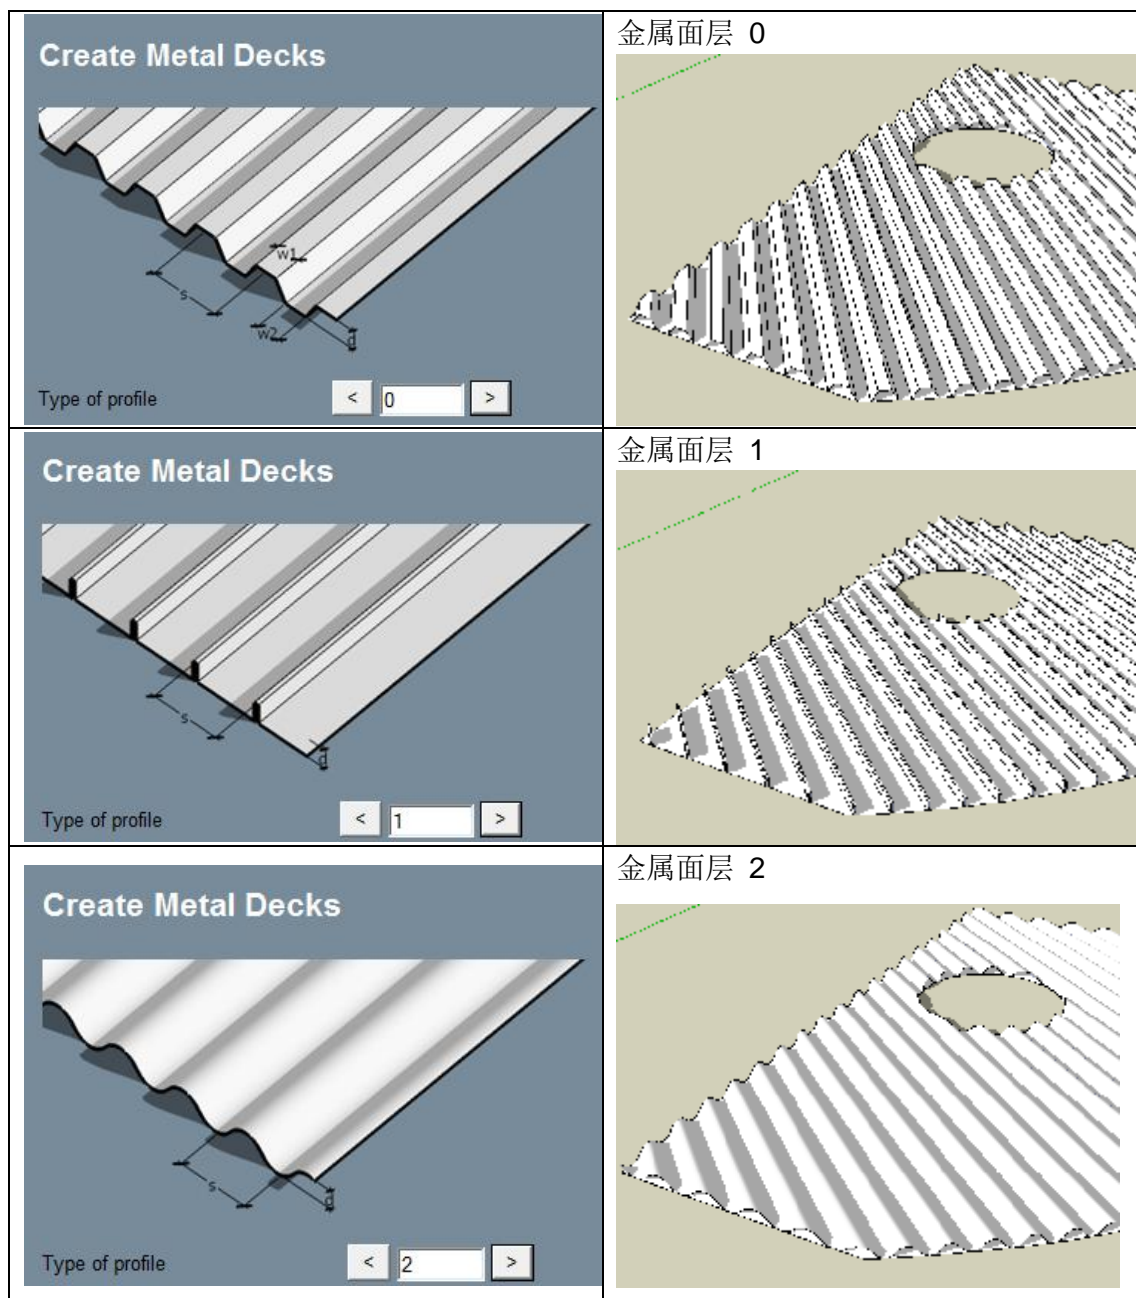 Create Metal Decks
w1
s
w2
d
Type of profile < 0 >
金属面层 0
Create Metal Decks
s
d
Type of profile < 1 >
金属面层 1
Create Metal Decks
s
d
Type of profile < 2 >
金属面层 2